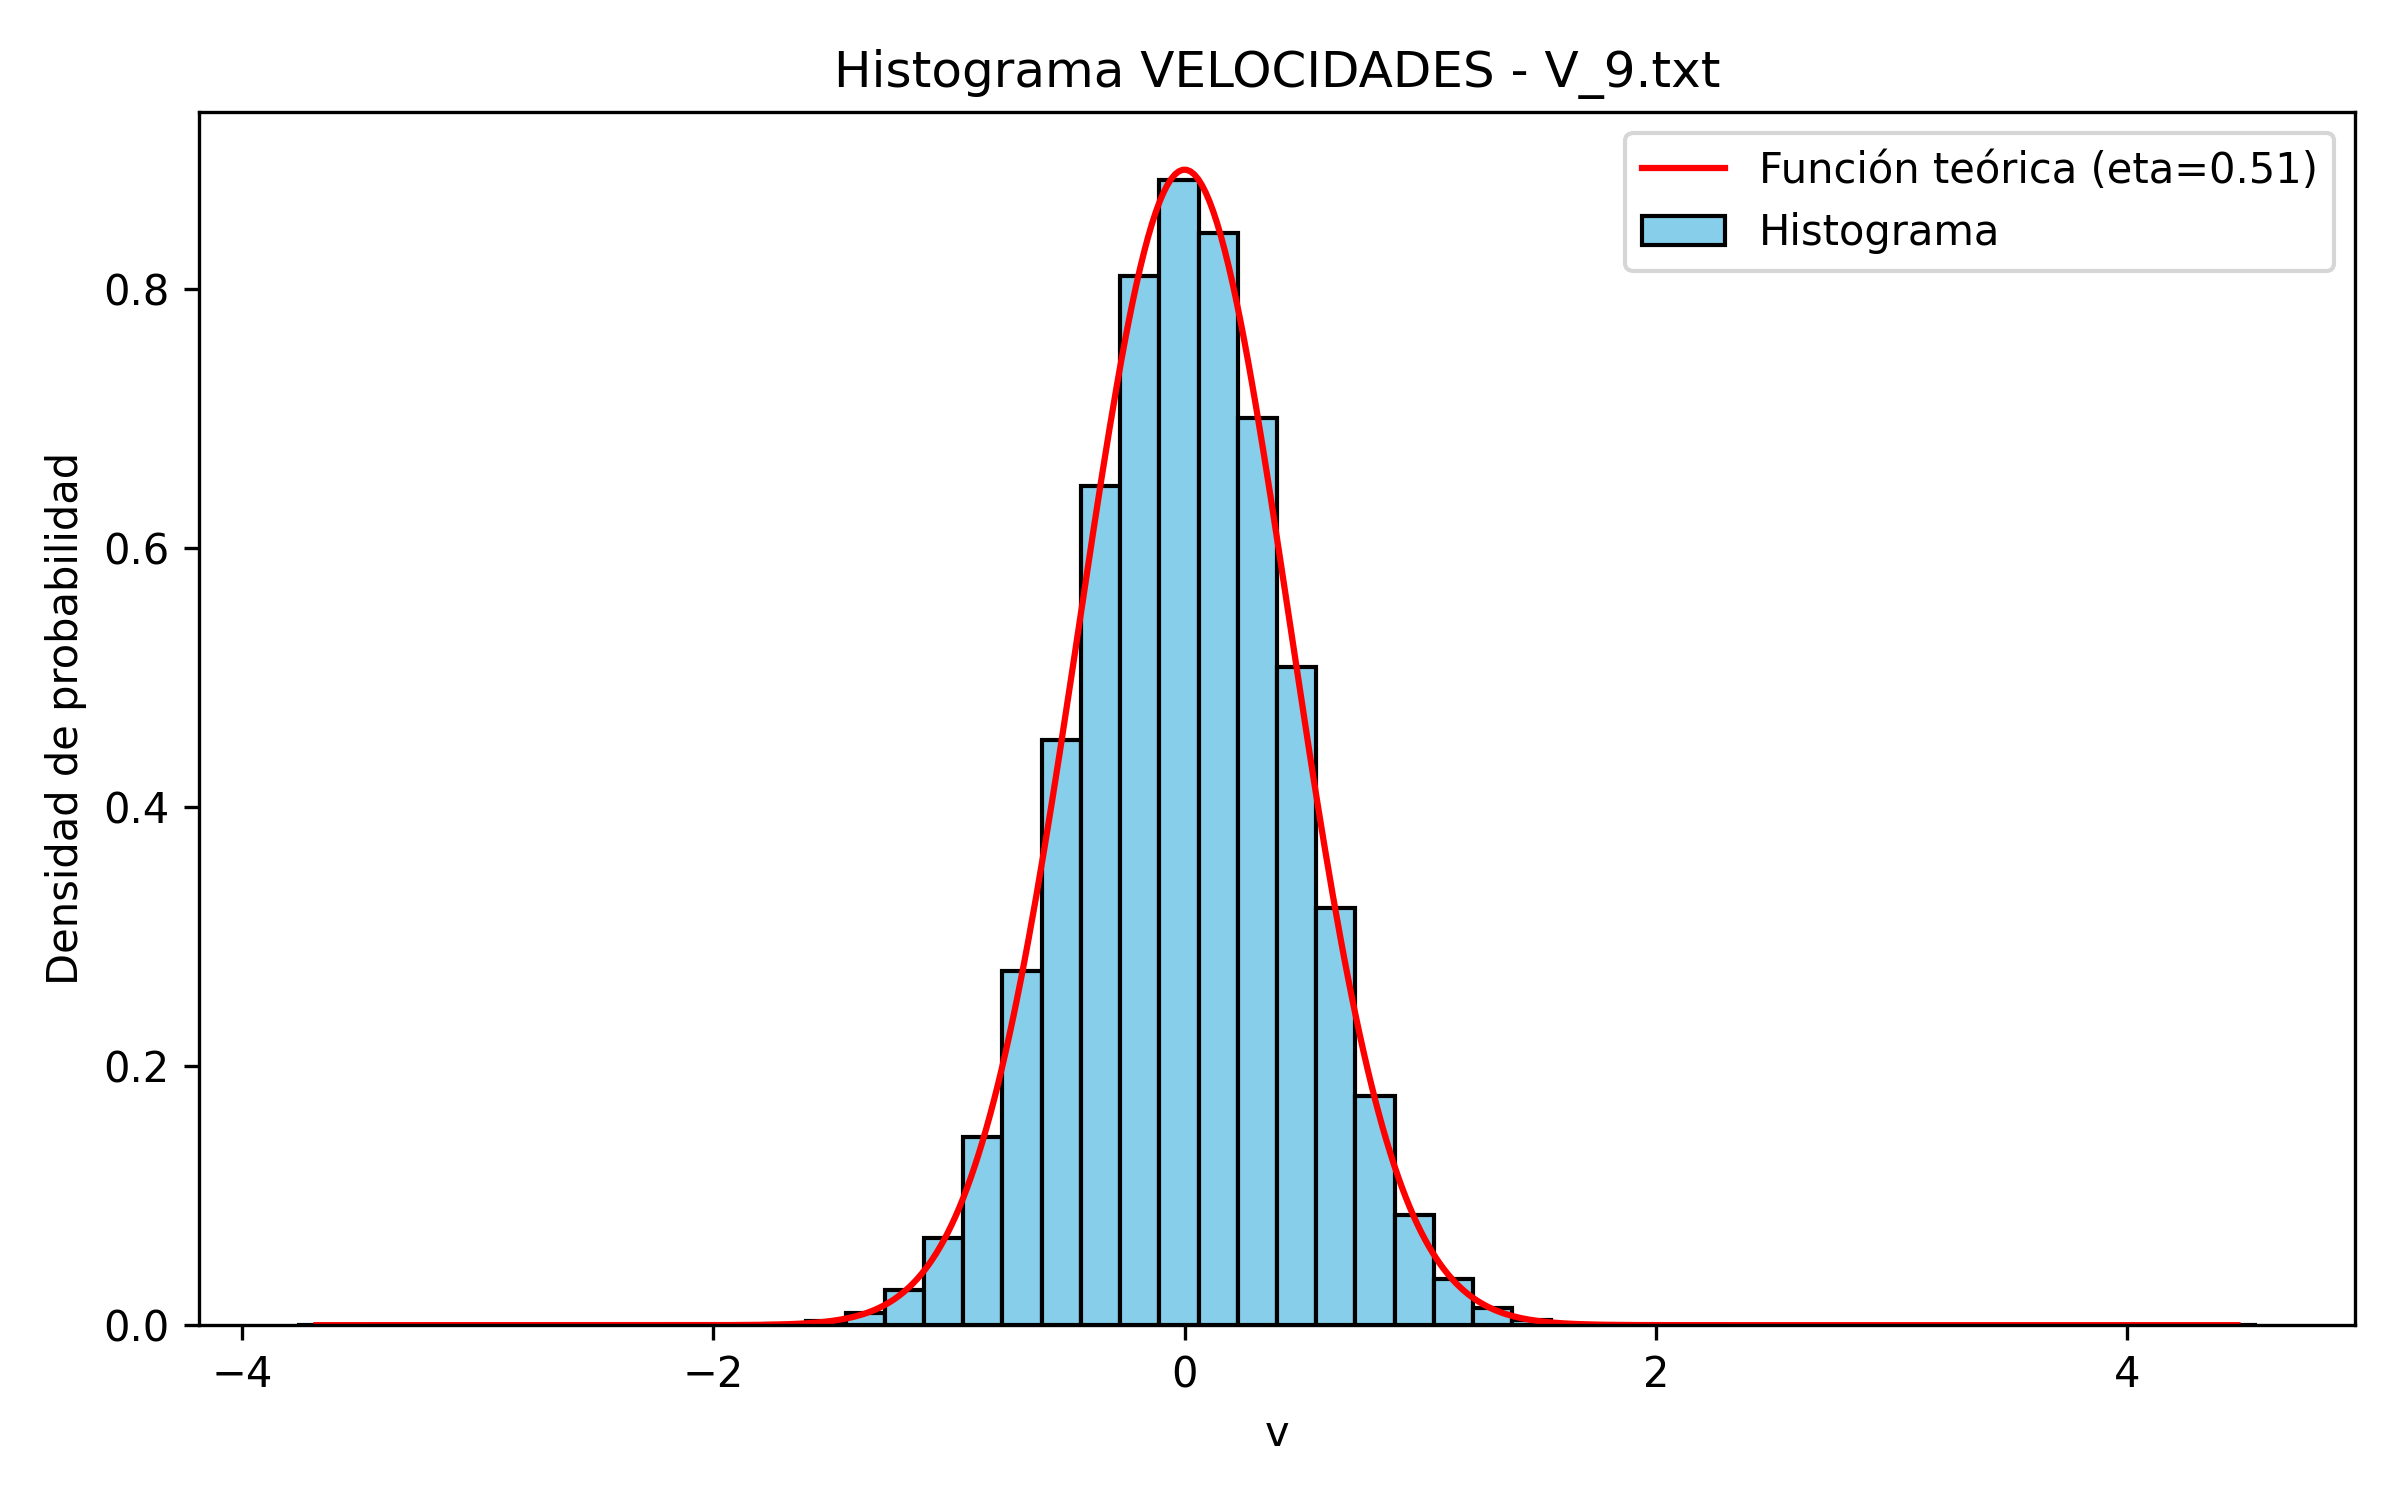 Histograma VELOCIDADES - V_9.txt
Función teórica (eta=0.51)
Histograma
Densidad de probabilidad
0.8
0.6
0.4
0.2
0.0
−4
−2
0
2
4
v